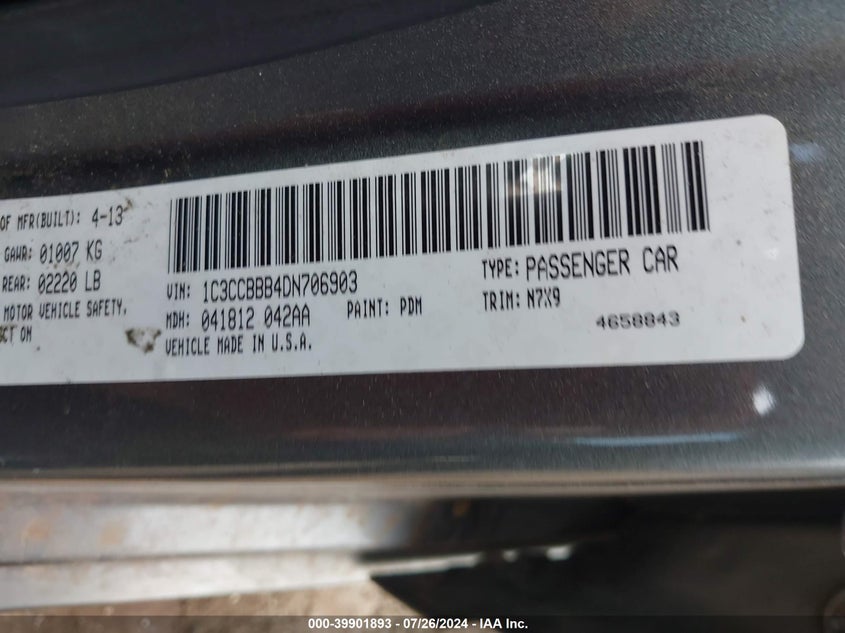 OF MFR(BUILT): 4-13
GAWR: 01007 KG
REAR: 02220 LB
MOTOR VEHICLE SAFETY,
ON
VIN: 1C3CCBBB4DN706903
TYPE: PASSENGER CAR
MDH: 041812 042AA
PAINT: PDM
TRIM: N7X9
VEHICLE MADE IN U.S.A.
4658843
000-39901893 - 07/26/2024 - IAA Inc.